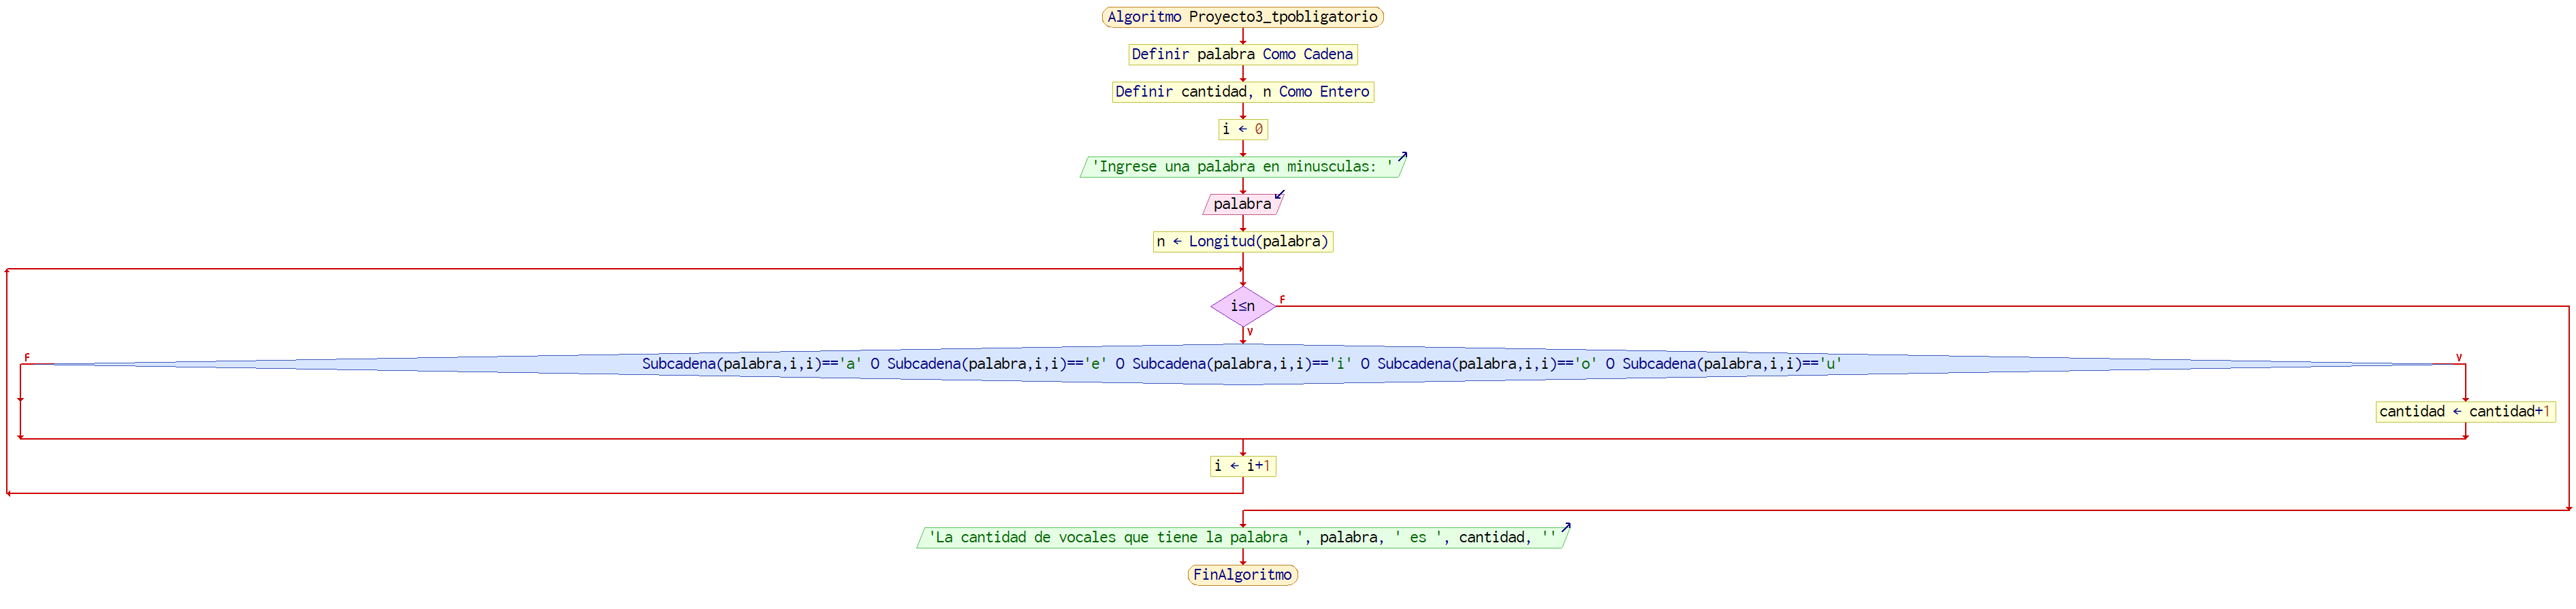 Algoritmo Proyecto3_tpobligatorio
Definir palabra Como Cadena
Definir cantidad, n Como Entero
i ← 0
'Ingrese una palabra en minusculas: '
palabra
n ← Longitud(palabra)
i≤n
F
V
F
Subcadena(palabra,i,i)=='a' O Subcadena(palabra,i,i)=='e' O Subcadena(palabra,i,i)=='i' O Subcadena(palabra,i,i)=='o' O Subcadena(palabra,i,i)=='u'
V
cantidad ← cantidad+1
i ← i+1
'La cantidad de vocales que tiene la palabra ', palabra, ' es ', cantidad, ''
FinAlgoritmo